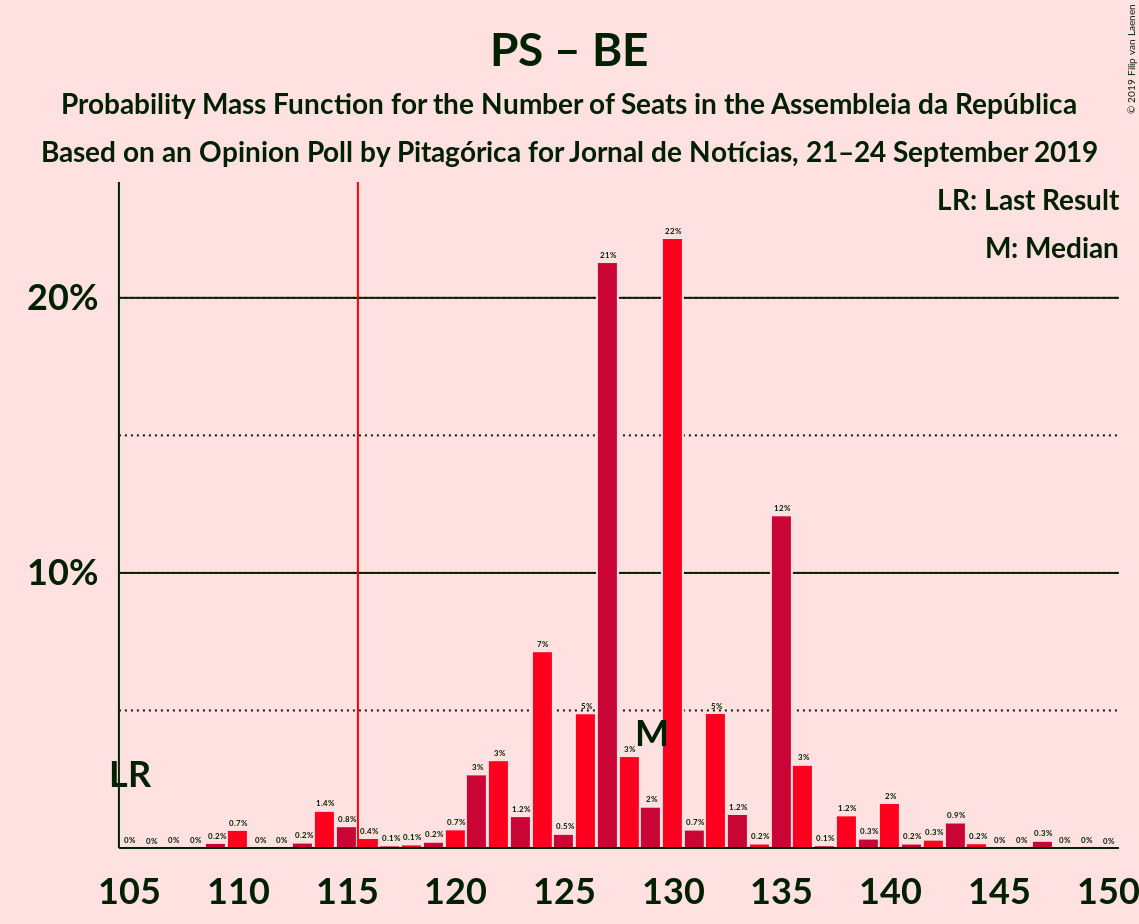 PS – BE
Probability Mass Function for the Number of Seats in the Assembleia da República
Based on an Opinion Poll by Pitagórica for Jornal de Notícias, 21–24 September 2019
© 2019 Filip van Laenen
LR: Last Result
M: Median
20%
10%
LR
M
0% 0% 0% 0% 0.2% 0.7% 0% 0% 0.2% 1.4% 0.8% 0.4% 0.1% 0.1% 0.2% 0.7% 3% 3% 1.2% 7% 0.5% 5% 21% 3% 2% 22% 0.7% 5% 1.2% 0.2% 12% 3% 0.1% 1.2% 0.3% 2% 0.2% 0.3% 0.9% 0.2% 0% 0% 0.3% 0% 0% 0%
105 110 115 120 125 130 135 140 145 150